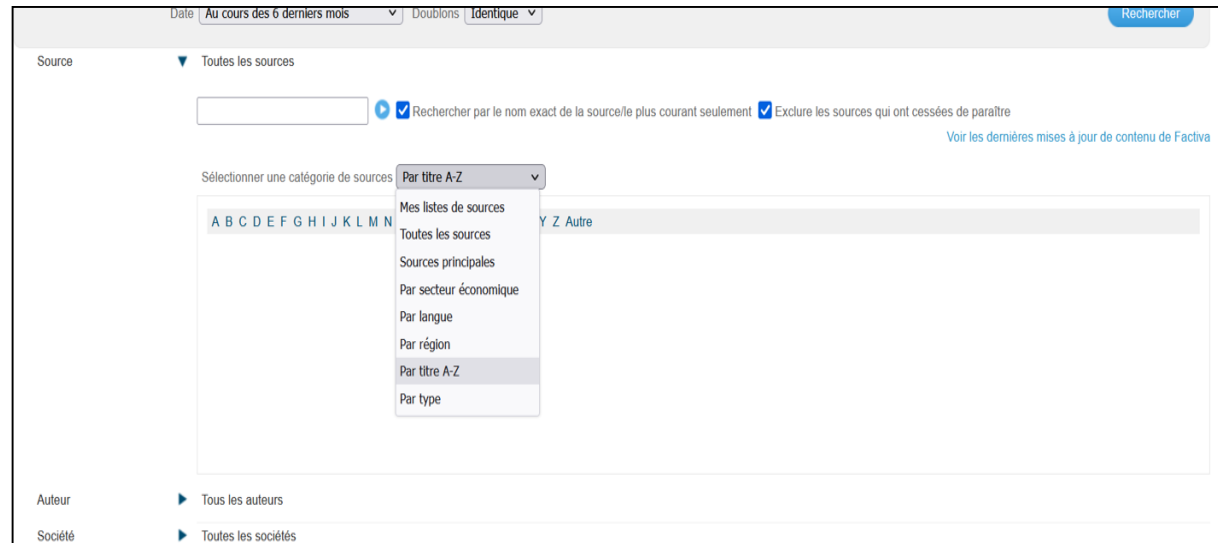 Date Au cours des 6 derniers mois Doublons Identique Rechercher
Source Toutes les sources
Rechercher par le nom exact de la source/le plus courant seulement Exclure les sources qui ont cessées de paraître
Voir les dernières mises à jour de contenu de Factiva
Sélectionner une catégorie de sources Par titre A-Z
Mes listes de sources
A B C D E F G H I J K L M N Y Z Autre
Toutes les sources
Sources principales
Par secteur économique
Par langue
Par région
Par titre A-Z
Par type
Auteur Tous les auteurs
Société Toutes les sociétés